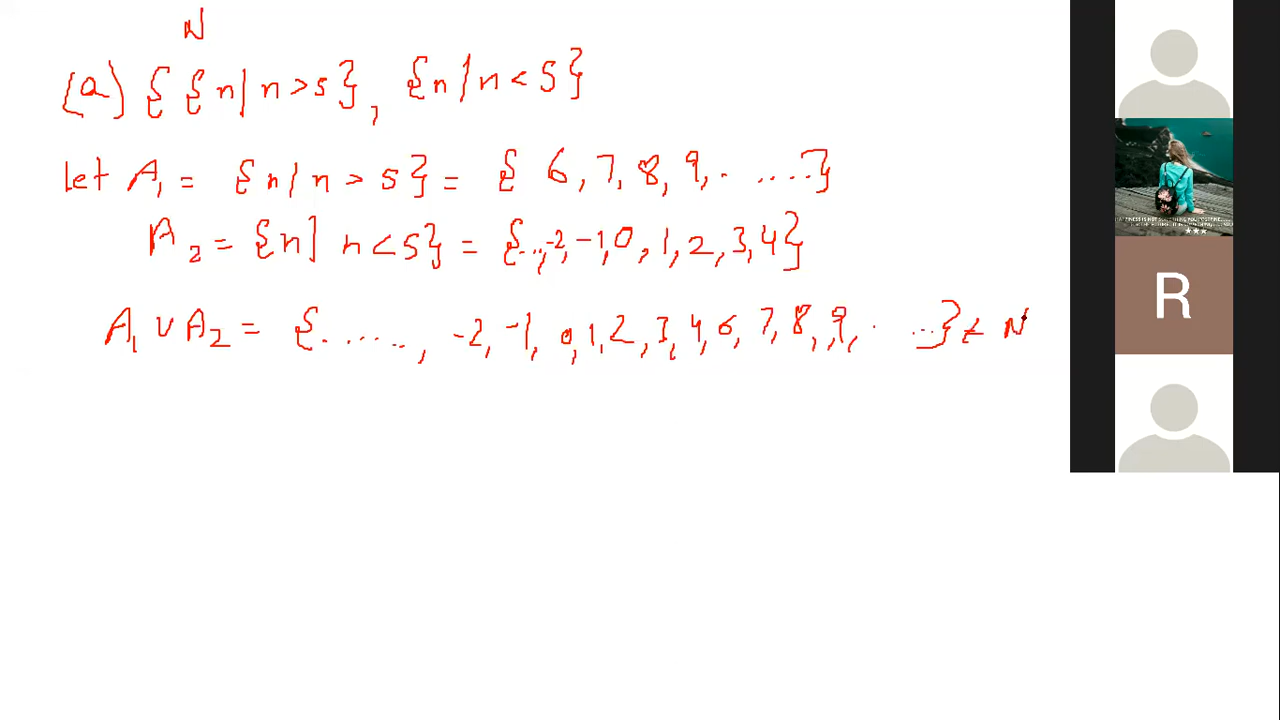 N
(a) { {n| n > 5}, {n| n < 5}
let A₁ = {n| n > 5} = { 6, 7, 8, 9, ......}
A₂ = {n| n < 5} = {..., -2, -1, 0, 1, 2, 3, 4}
A₁ ∪ A₂ = {......, -2, -1, 0, 1, 2, 3, 4, 6, 7, 8, 9, ....} ≠ N
R